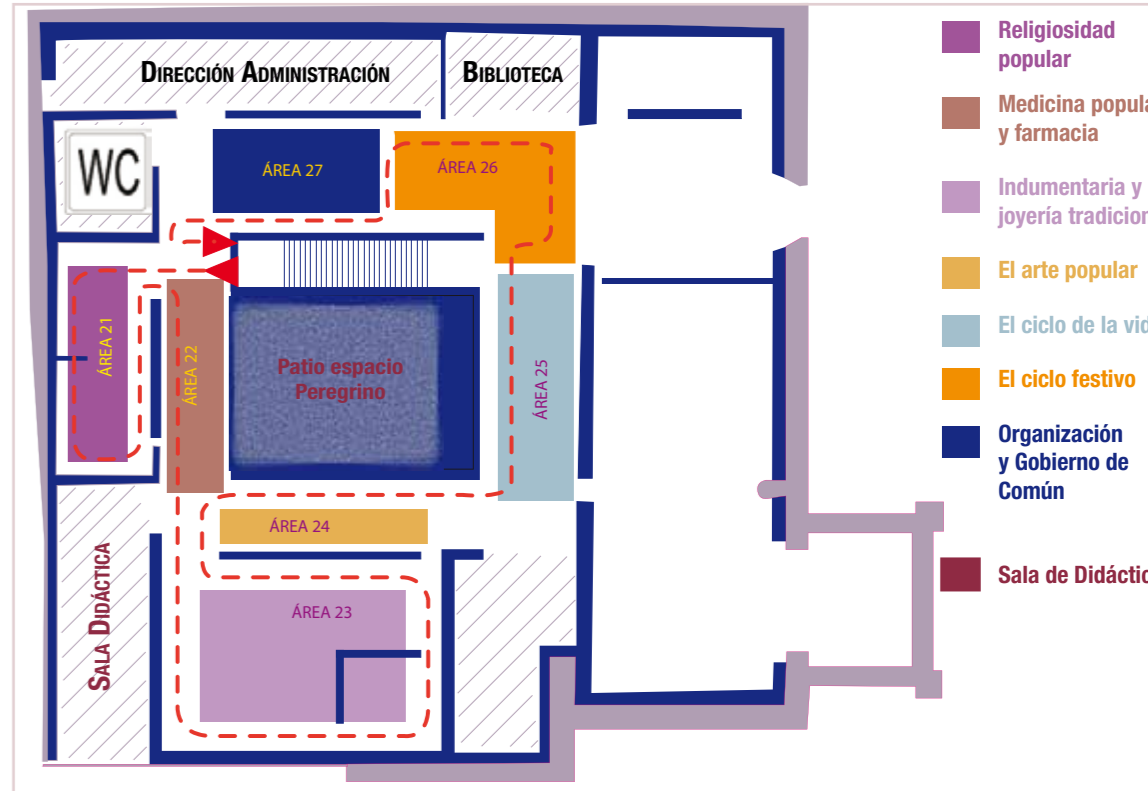 DIRECCIÓN ADMINISTRACIÓN
BIBLIOTECA
WC
ÁREA 27
ÁREA 26
ÁREA 21
ÁREA 22
Patio espacio
Peregrino
ÁREA 25
ÁREA 24
ÁREA 23
SALA DIDÁCTICA
Religiosidad
popular
Medicina popula
y farmacia
Indumentaria y
joyería tradicion
El arte popular
El ciclo de la vid
El ciclo festivo
Organización
y Gobierno de
Común
Sala de Didáctic